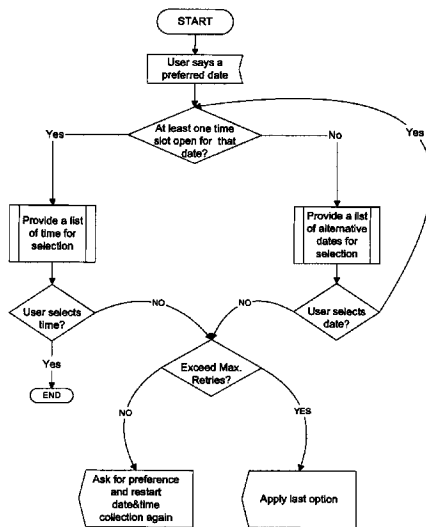 START
User says a
preferred date
At least one time
slot open for that
date?
Yes
No
Yes
Provide a list
of time for
selection
Provide a list
of alternative
dates for
selection
User selects
time?
NO
NO
User selects
date?
Yes
END
Exceed Max.
Retries?
NO
YES
Ask for preference
and restart
date&time
collection again
Apply last option